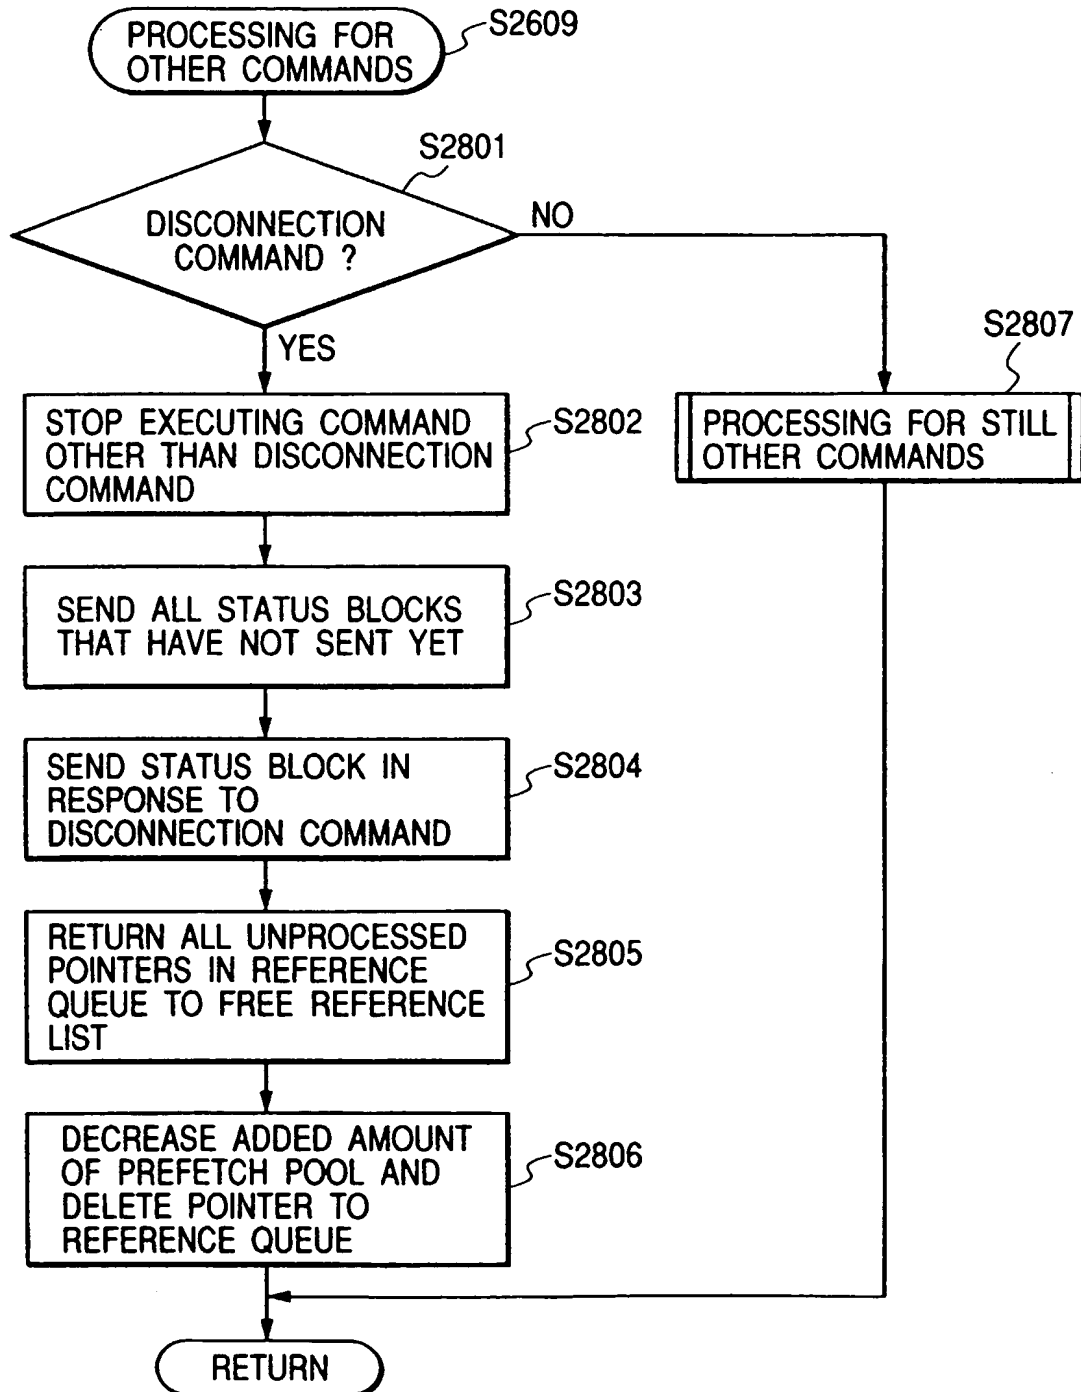 PROCESSING FOR
OTHER COMMANDS
S2609
S2801
DISCONNECTION
COMMAND ?
NO
YES
S2807
STOP EXECUTING COMMAND
OTHER THAN DISCONNECTION
COMMAND
S2802
PROCESSING FOR STILL
OTHER COMMANDS
SEND ALL STATUS BLOCKS
THAT HAVE NOT SENT YET
S2803
SEND STATUS BLOCK IN
RESPONSE TO
DISCONNECTION COMMAND
S2804
RETURN ALL UNPROCESSED
POINTERS IN REFERENCE
QUEUE TO FREE REFERENCE
LIST
S2805
DECREASE ADDED AMOUNT
OF PREFETCH POOL AND
DELETE POINTER TO
REFERENCE QUEUE
S2806
RETURN